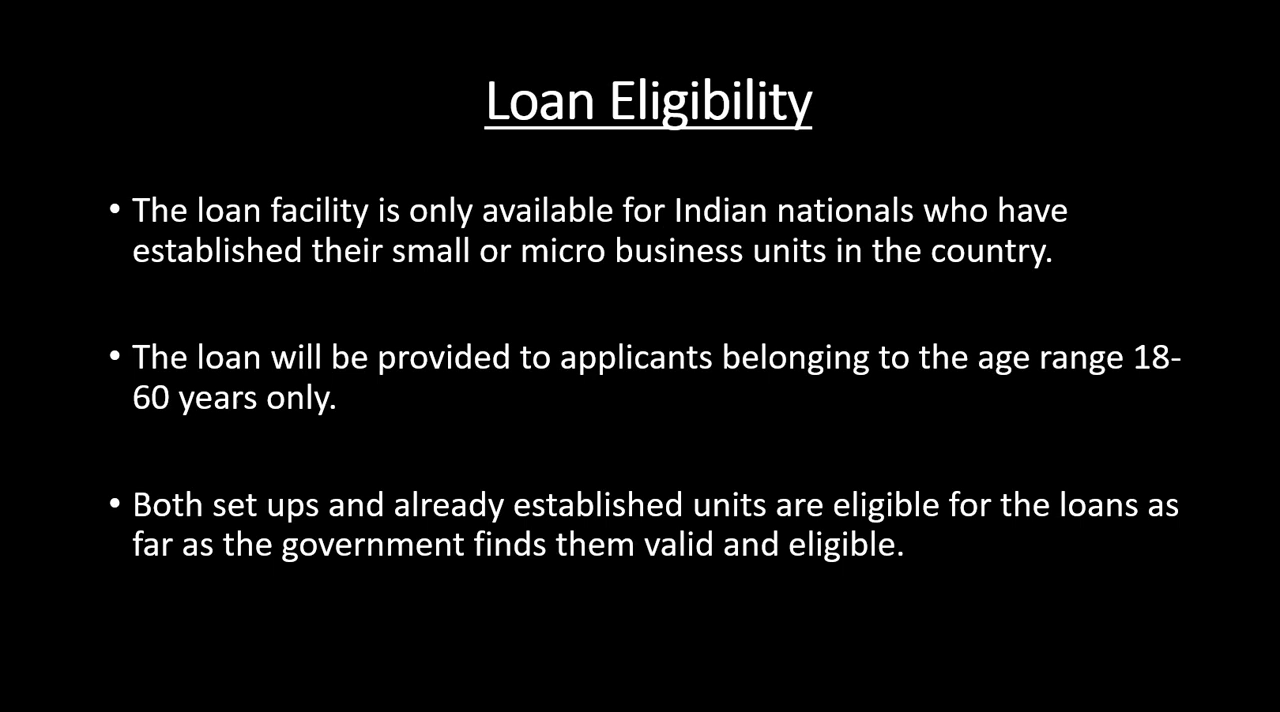 Loan Eligibility
• The loan facility is only available for Indian nationals who have
established their small or micro business units in the country.
• The loan will be provided to applicants belonging to the age range 18-
60 years only.
• Both set ups and already established units are eligible for the loans as
far as the government finds them valid and eligible.